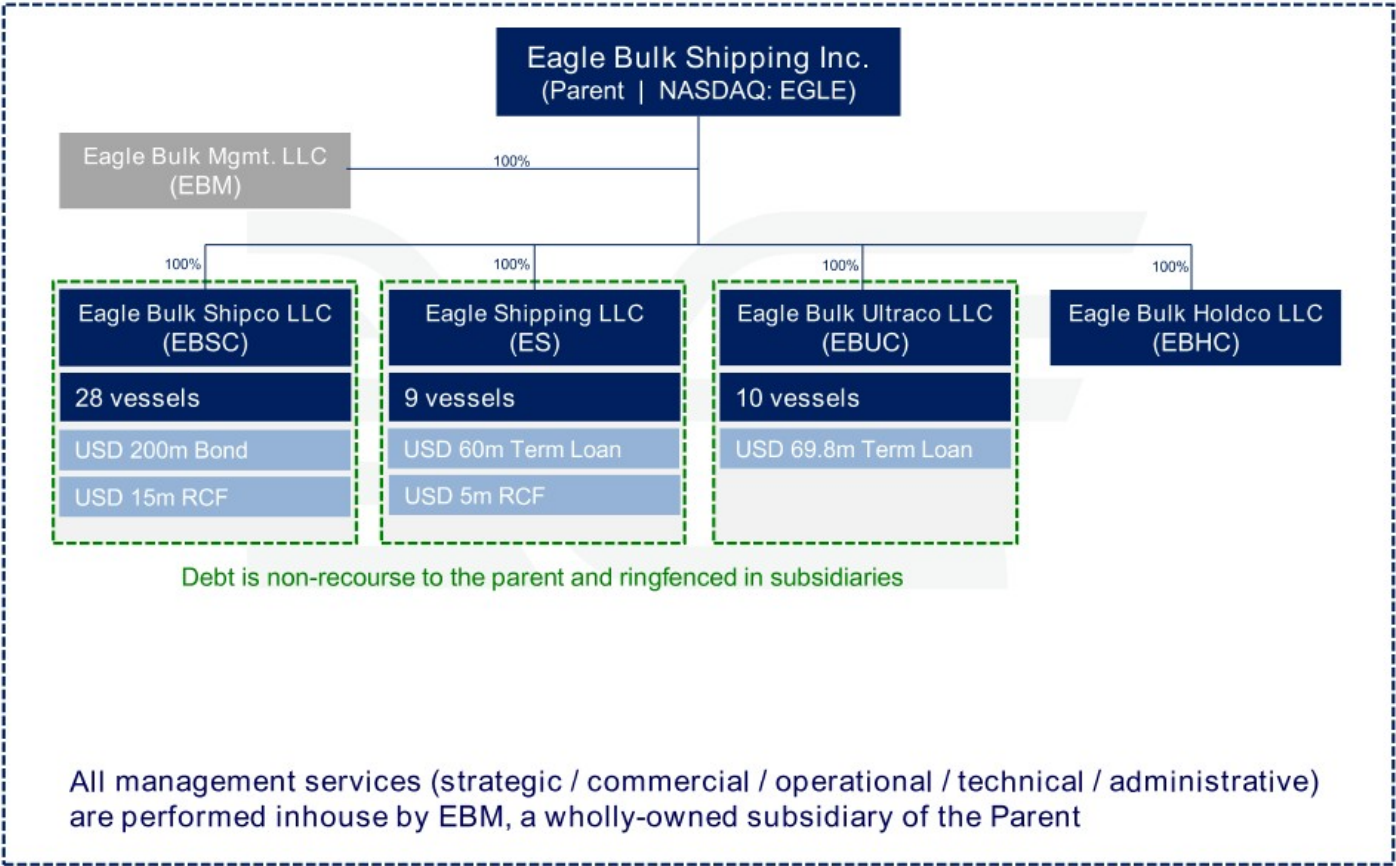 Eagle Bulk Shipping Inc.
(Parent | NASDAQ: EGLE)
Eagle Bulk Mgmt. LLC
(EBM)
100%
100%
100%
100%
100%
Eagle Bulk Shipco LLC
(EBSC)
28 vessels
USD 200m Bond
USD 15m RCF
Eagle Shipping LLC
(ES)
9 vessels
USD 60m Term Loan
USD 5m RCF
Eagle Bulk Ultraco LLC
(EBUC)
10 vessels
USD 69.8m Term Loan
Eagle Bulk Holdco LLC
(EBHC)
Debt is non-recourse to the parent and ringfenced in subsidiaries
All management services (strategic / commercial / operational / technical / administrative)
are performed inhouse by EBM, a wholly-owned subsidiary of the Parent